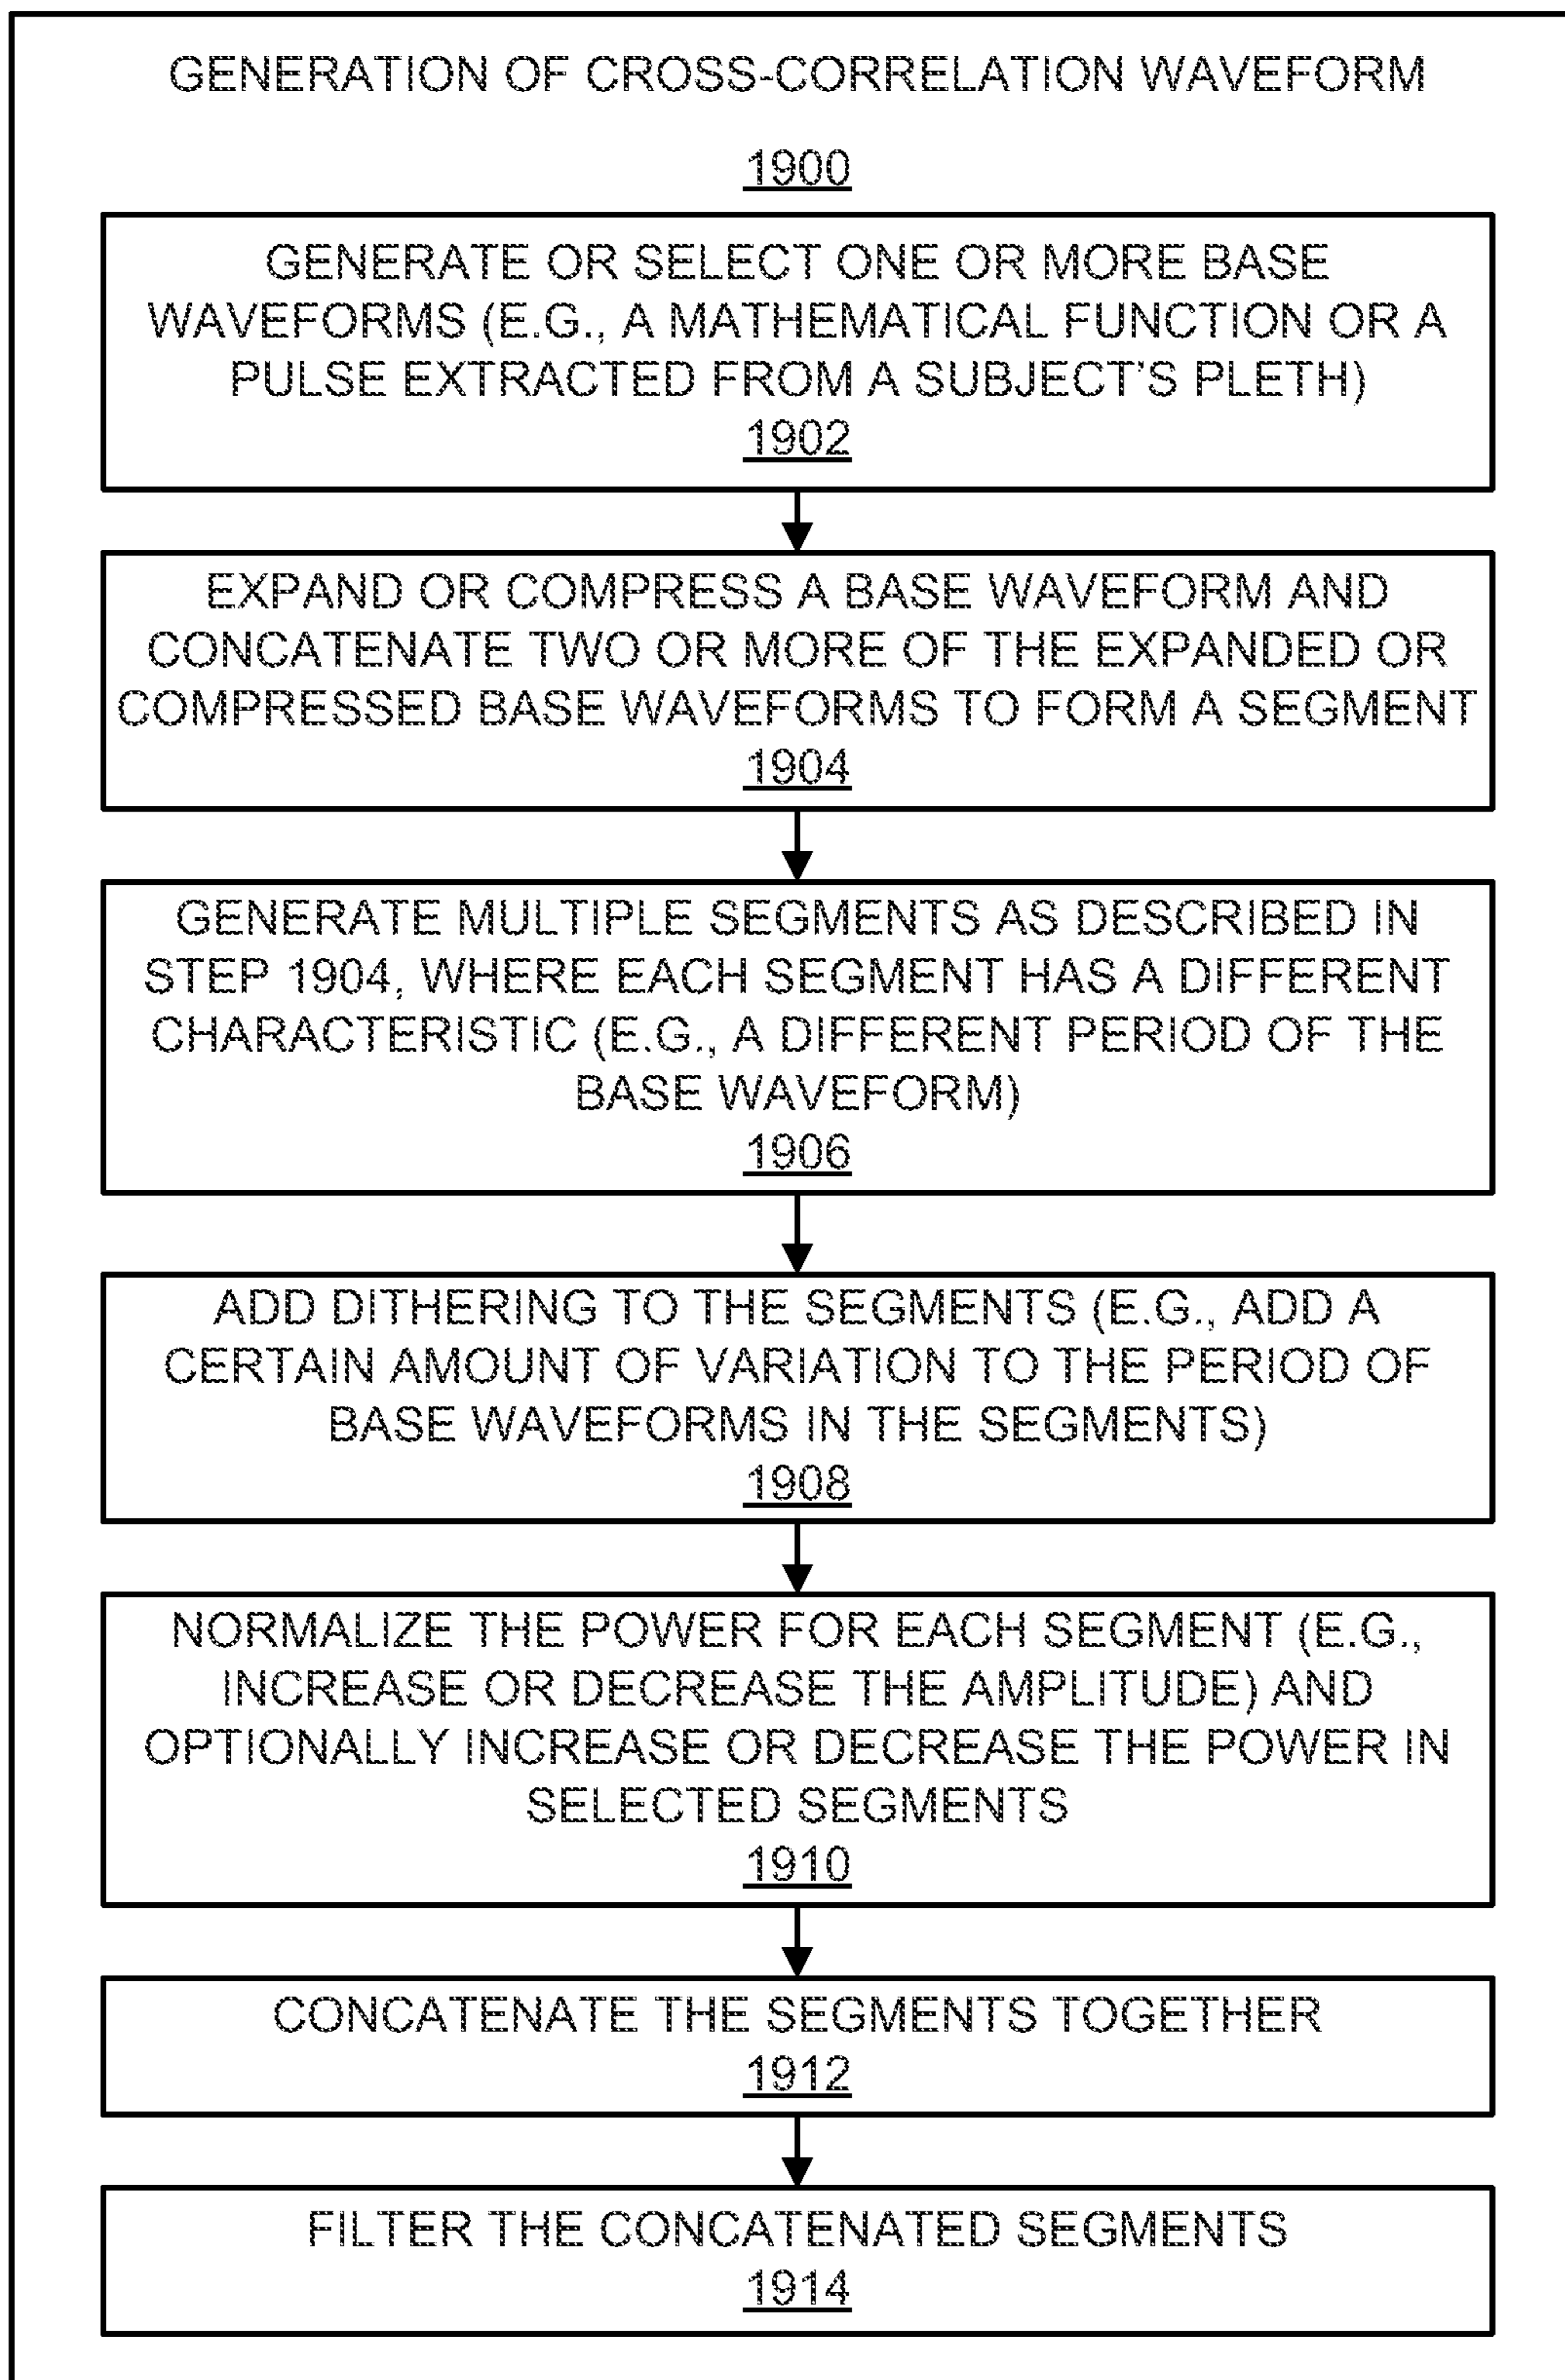 GENERATION OF CROSS-CORRELATION WAVEFORM
1900
GENERATE OR SELECT ONE OR MORE BASE
WAVEFORMS (E.G., A MATHEMATICAL FUNCTION OR A
PULSE EXTRACTED FROM A SUBJECT'S PLETH)
1902
EXPAND OR COMPRESS A BASE WAVEFORM AND
CONCATENATE TWO OR MORE OF THE EXPANDED OR
COMPRESSED BASE WAVEFORMS TO FORM A SEGMENT
1904
GENERATE MULTIPLE SEGMENTS AS DESCRIBED IN
STEP 1904, WHERE EACH SEGMENT HAS A DIFFERENT
CHARACTERISTIC (E.G., A DIFFERENT PERIOD OF THE
BASE WAVEFORM)
1906
ADD DITHERING TO THE SEGMENTS (E.G., ADD A
CERTAIN AMOUNT OF VARIATION TO THE PERIOD OF
BASE WAVEFORMS IN THE SEGMENTS)
1908
NORMALIZE THE POWER FOR EACH SEGMENT (E.G.,
INCREASE OR DECREASE THE AMPLITUDE) AND
OPTIONALLY INCREASE OR DECREASE THE POWER IN
SELECTED SEGMENTS
1910
CONCATENATE THE SEGMENTS TOGETHER
1912
FILTER THE CONCATENATED SEGMENTS
1914